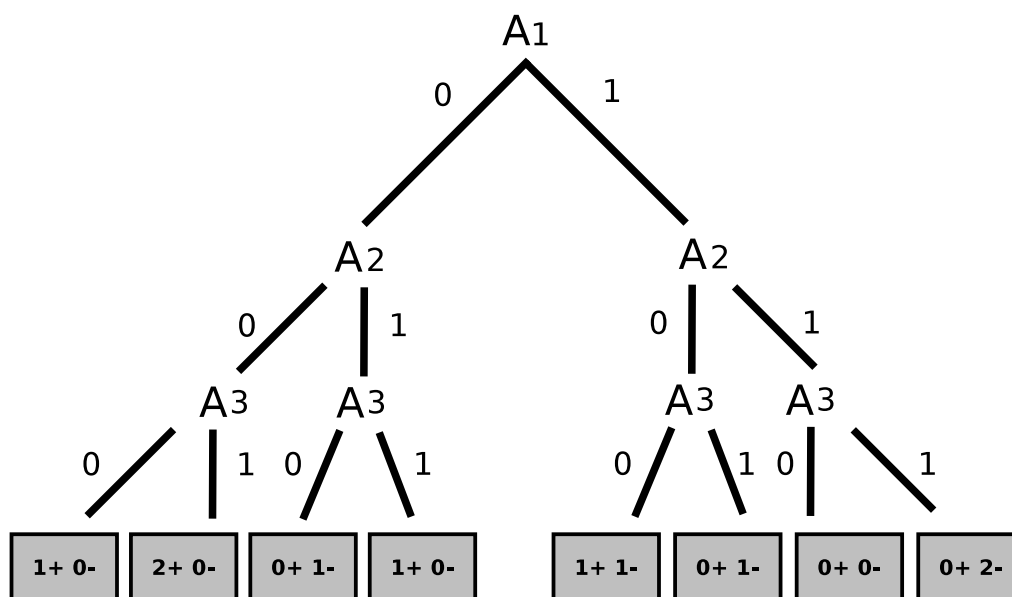 A1
0 1
A2 A2
0 1 0 1
A3 A3 A3 A3
0 1 0 1 0 1 0 1
1+ 0- 2+ 0- 0+ 1- 1+ 0- 1+ 1- 0+ 1- 0+ 0- 0+ 2-